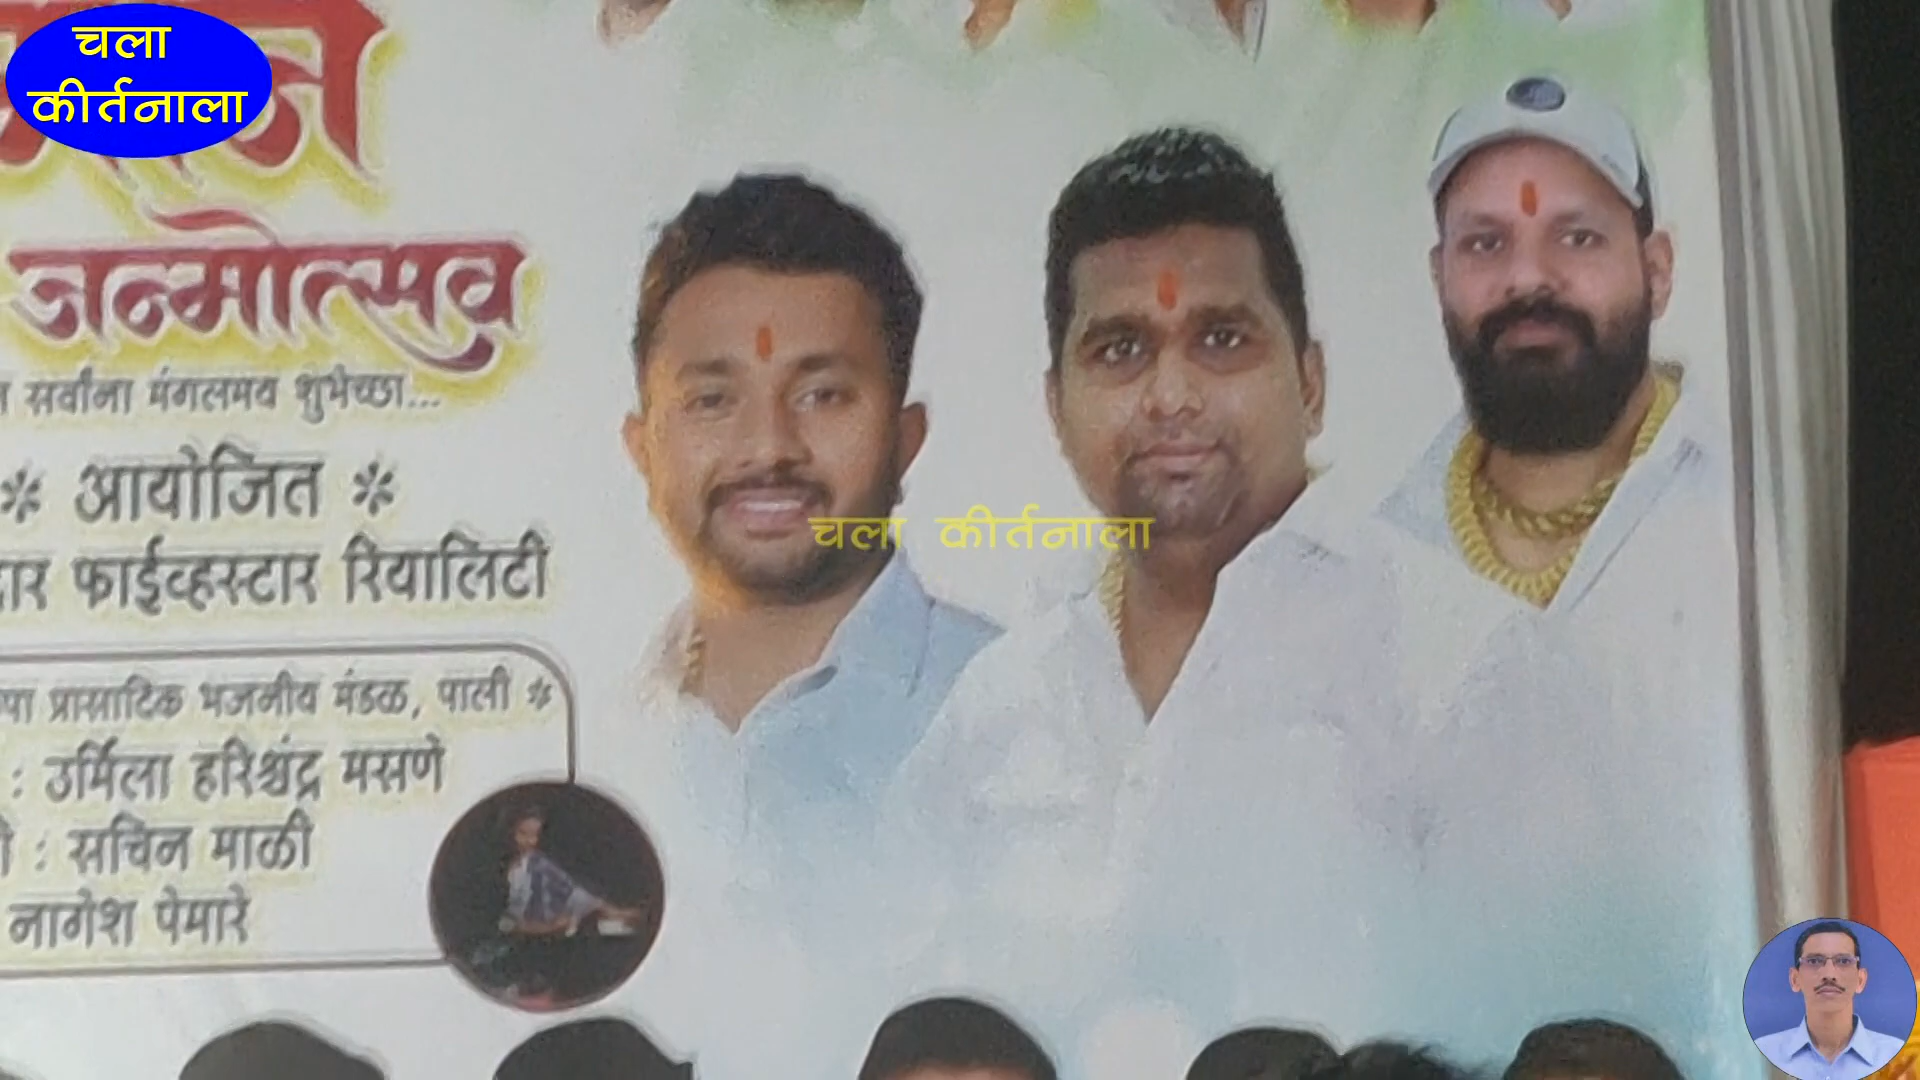 चला
कीर्तनाला
जन्मोत्सव
सर्वांना मंगलमय शुभेच्छा...
* आयोजित *
फाईव्हस्टार रियालिटी
चला कीर्तनाला
प्रासादिक भजनीय मंडळ, पाली *
: उर्मिला हरिश्चंद्र मसणे
: सचिन माळी
नागेश पेमारे